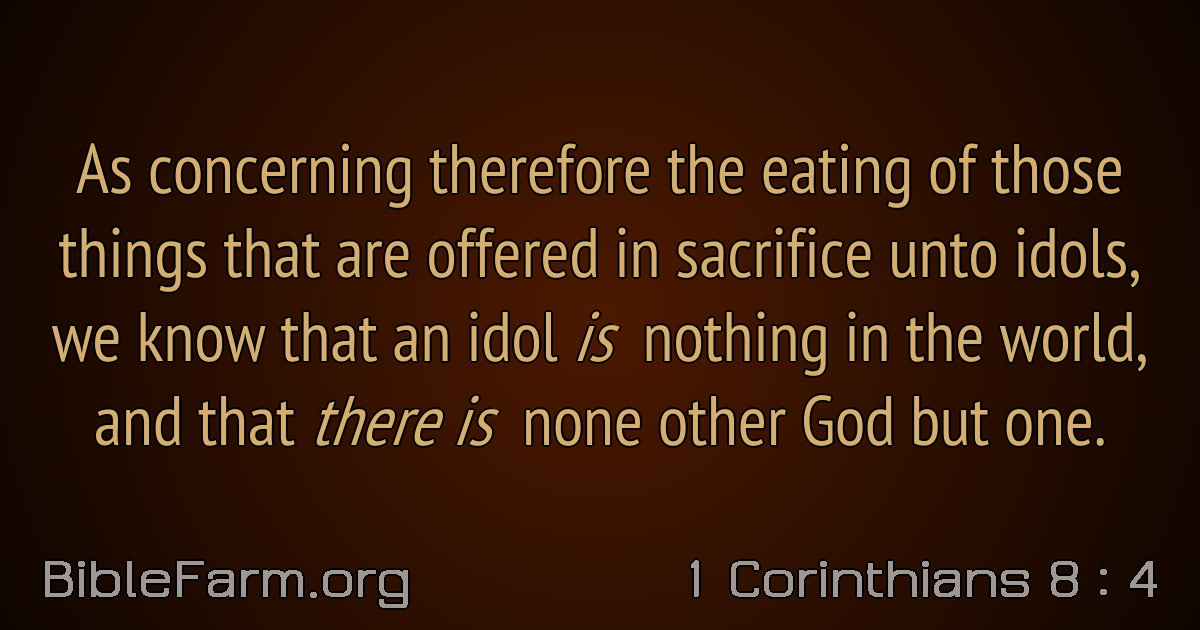 As concerning therefore the eating of those
things that are offered in sacrifice unto idols,
we know that an idol is nothing in the world,
and that there is none other God but one.
BibleFarm.org
1 Corinthians 8 : 4